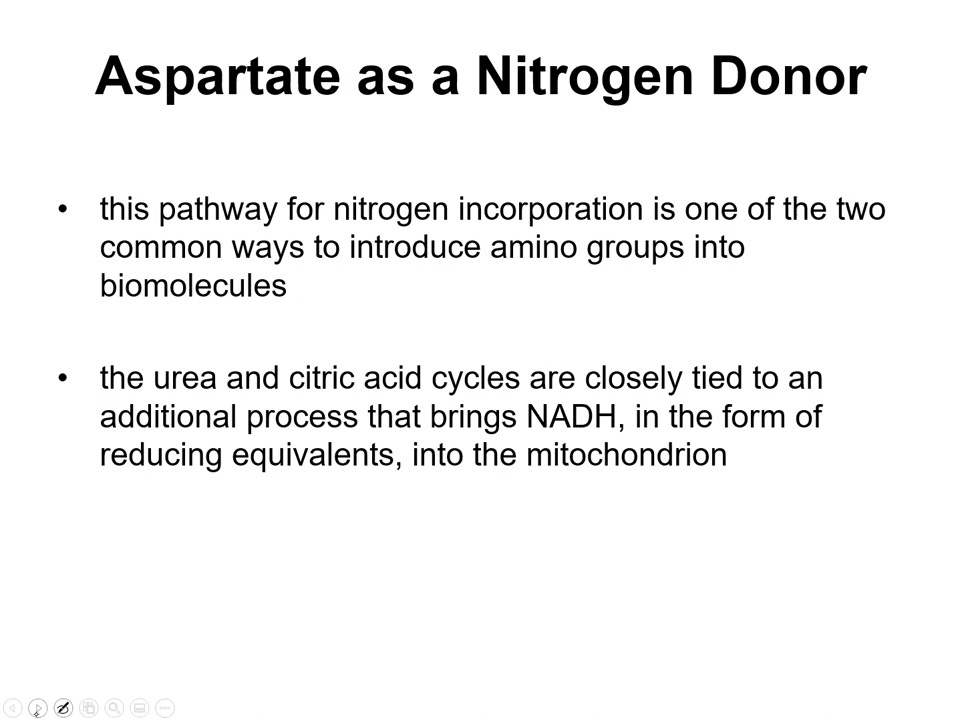 Aspartate as a Nitrogen Donor
• this pathway for nitrogen incorporation is one of the two
common ways to introduce amino groups into
biomolecules
• the urea and citric acid cycles are closely tied to an
additional process that brings NADH, in the form of
reducing equivalents, into the mitochondrion